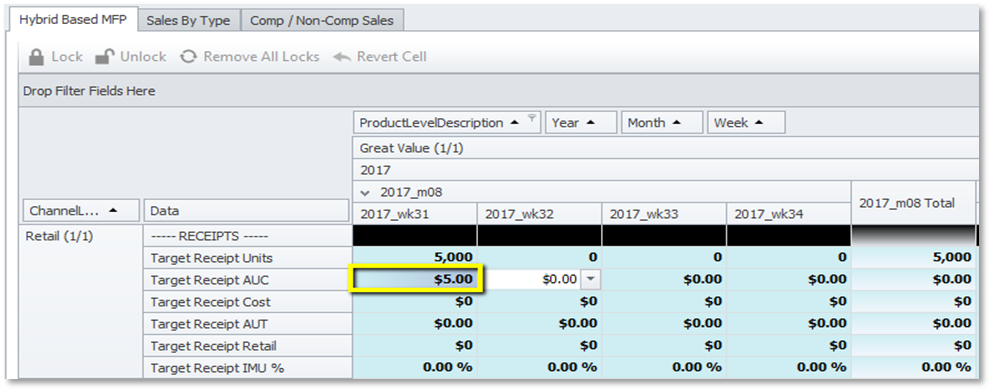 Hybrid Based MFP Sales By Type Comp / Non-Comp Sales
Lock Unlock Remove All Locks Revert Cell
Drop Filter Fields Here
ProductLevelDescription Year Month Week
Great Value (1/1)
2017
2017_m08 2017_m08 Total
ChannelL... Data 2017_wk31 2017_wk32 2017_wk33 2017_wk34
Retail (1/1) ----- RECEIPTS -----
Target Receipt Units 5,000 0 0 0 5,000
Target Receipt AUC $5.00 $0.00 $0.00 $0.00 $0.00
Target Receipt Cost $0 $0 $0 $0 $0
Target Receipt AUT $0.00 $0.00 $0.00 $0.00 $0.00
Target Receipt Retail $0 $0 $0 $0 $0
Target Receipt IMU % 0.00 % 0.00 % 0.00 % 0.00 % 0.00 %